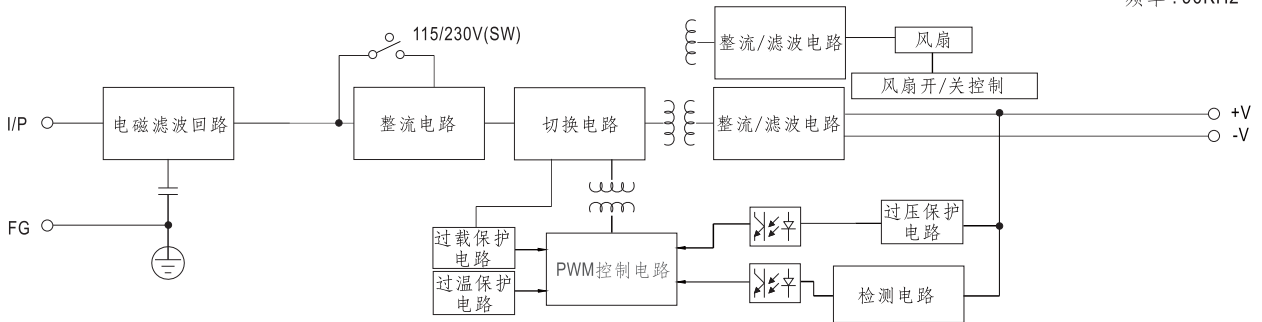 115/230V(SW)
整流/滤波电路
风扇
风扇开/关控制
I/P
电磁滤波回路
整流电路
切换电路
整流/滤波电路
+V
-V
FG
过载保护
电路
过温保护
电路
PWM控制电路
过压保护
电路
检测电路